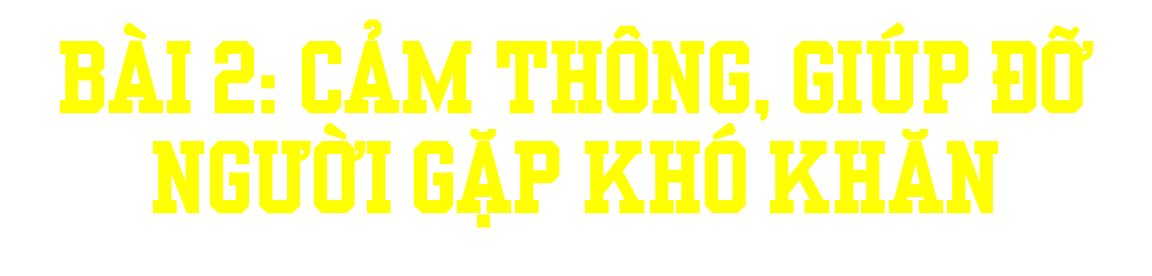 BÀI 2: CẢM THÔNG, GIÚP ĐỠ
NGƯỜI GẶP KHÓ KHĂN